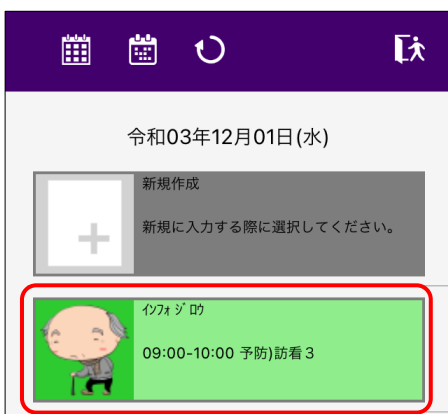 令和03年12月01日(水)
新規作成
新規に入力する際に選択してください。
ｲﾝﾌｫ ｼﾞﾛｳ
09:00-10:00 予防)訪看３